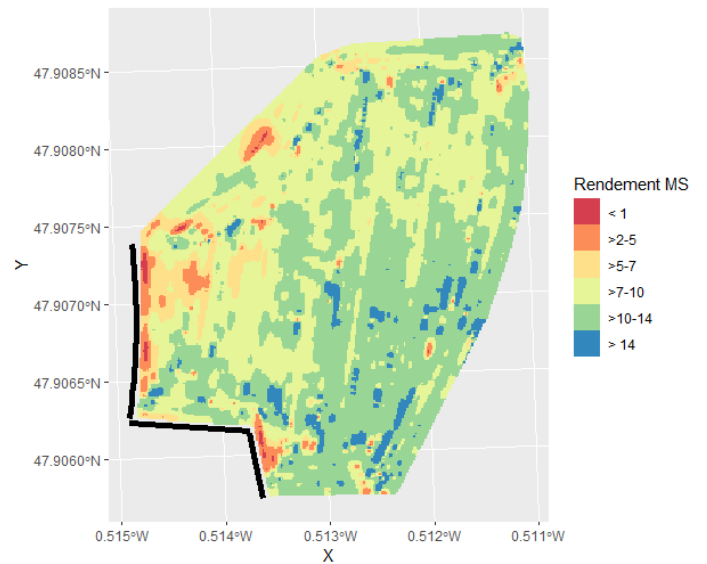 47.9085°N
47.9080°N
47.9075°N
47.9070°N
47.9065°N
47.9060°N
Y
0.515°W 0.514°W 0.513°W 0.512°W 0.511°W
X
Rendement MS
< 1
>2-5
>5-7
>7-10
>10-14
> 14